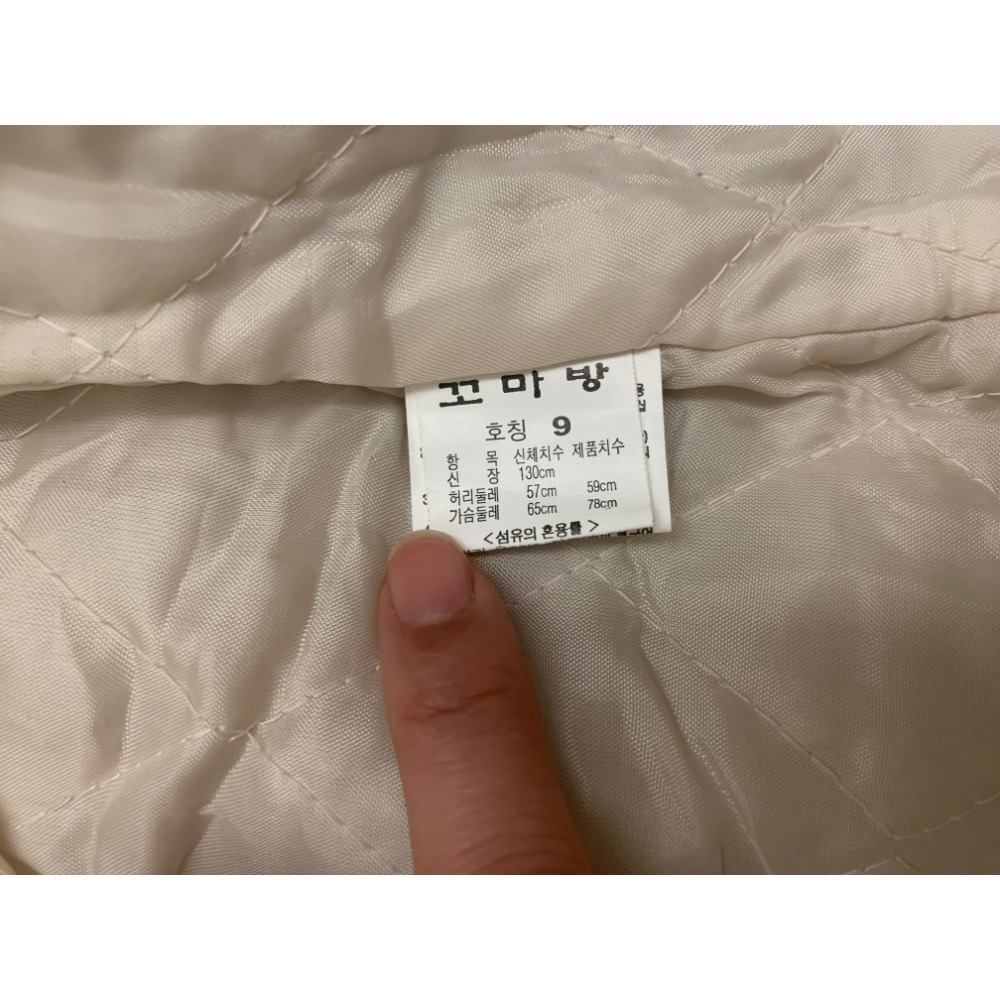 꼬마방
호칭 9
항 목 신체치수 제품치수
신 장 130cm
허리둘레 57cm 59cm
가슴둘레 65cm 78cm
<섬유의 혼용률>